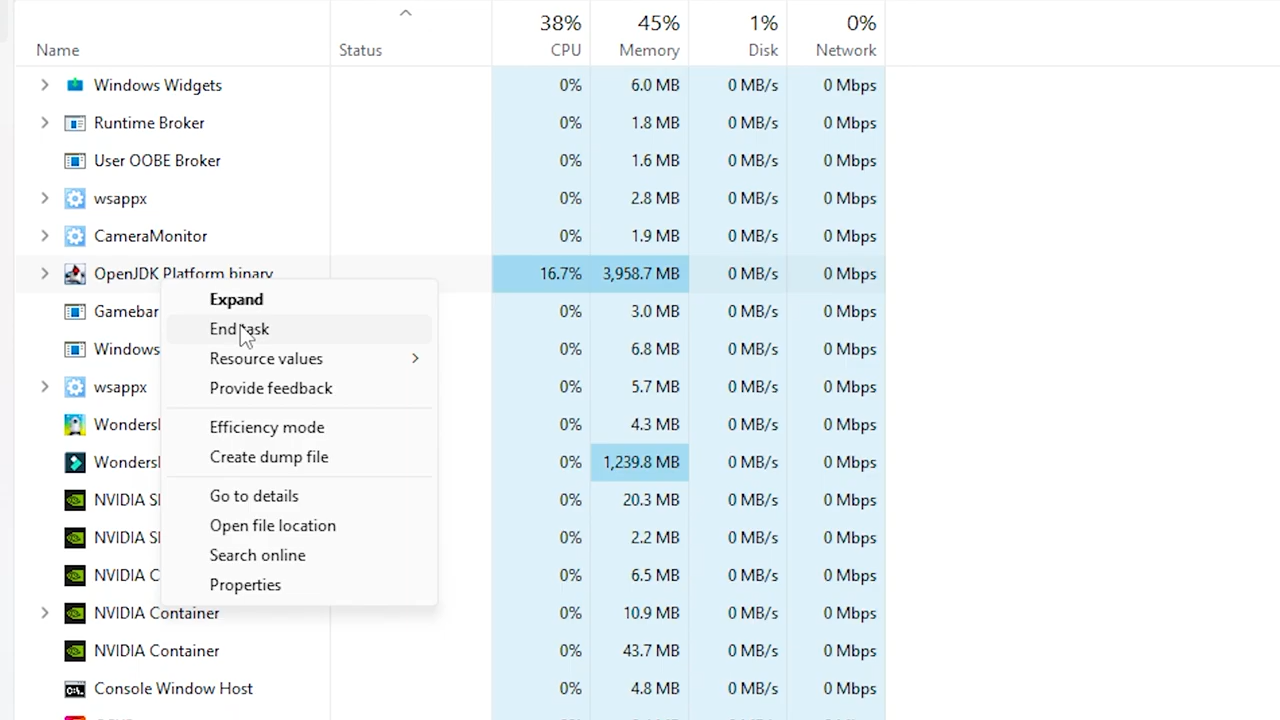 38% 45% 1% 0%
Name Status CPU Memory Disk Network
Windows Widgets 0% 6.0 MB 0 MB/s 0 Mbps
Runtime Broker 0% 1.8 MB 0 MB/s 0 Mbps
User OOBE Broker 0% 1.6 MB 0 MB/s 0 Mbps
wsappx 0% 2.8 MB 0 MB/s 0 Mbps
CameraMonitor 0% 1.9 MB 0 MB/s 0 Mbps
OpenJDK Platform binary 16.7% 3,958.7 MB 0 MB/s 0 Mbps
Gamebar 0% 3.0 MB 0 MB/s 0 Mbps
Windows 0% 6.8 MB 0 MB/s 0 Mbps
wsappx 0% 5.7 MB 0 MB/s 0 Mbps
Wondersh 0% 4.3 MB 0 MB/s 0 Mbps
Wondersh 0% 1,239.8 MB 0 MB/s 0 Mbps
NVIDIA SI 0% 20.3 MB 0 MB/s 0 Mbps
NVIDIA SI 0% 2.2 MB 0 MB/s 0 Mbps
NVIDIA C 0% 6.5 MB 0 MB/s 0 Mbps
NVIDIA Container 0% 10.9 MB 0 MB/s 0 Mbps
NVIDIA Container 0% 43.7 MB 0 MB/s 0 Mbps
Console Window Host 0% 4.8 MB 0 MB/s 0 Mbps
Expand
End task
Resource values
Provide feedback
Efficiency mode
Create dump file
Go to details
Open file location
Search online
Properties